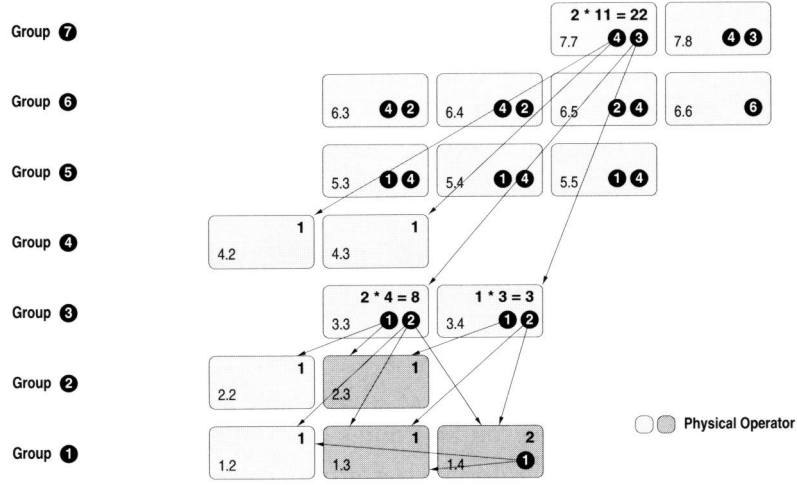 Group 7
2 * 11 = 22
7.7 4 3
7.8 4 3
Group 6
6.3 4 2
6.4 4 2
6.5 2 4
6.6 6
Group 5
5.3 1 4
5.4 1 4
5.5 1 4
Group 4
1
4.2
1
4.3
Group 3
2 * 4 = 8
3.3 1 2
1 * 3 = 3
3.4 1 2
Group 2
1
2.2
1
2.3
Physical Operator
Group 1
1
1.2
1
1.3
2
1.4 1